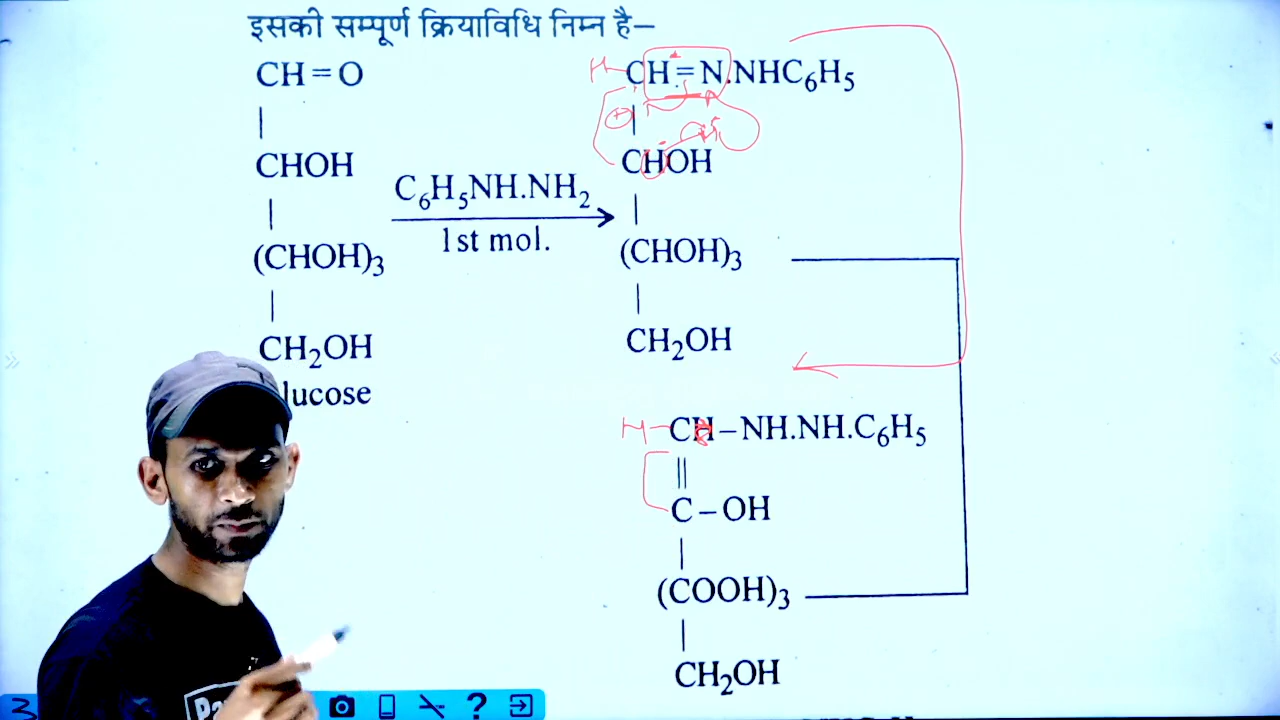 इसकी सम्पूर्ण क्रियाविधि निम्न है–
CH=O
|
CHOH
|
(CHOH)₃
|
CH₂OH
lucose
C₆H₅NH.NH₂
1st mol.
H–CH=N.NHC₆H₅
|
CHOH
|
(CHOH)₃
|
CH₂OH
H–CH–NH.NH.C₆H₅
||
C–OH
|
(COOH)₃
|
CH₂OH
3
?